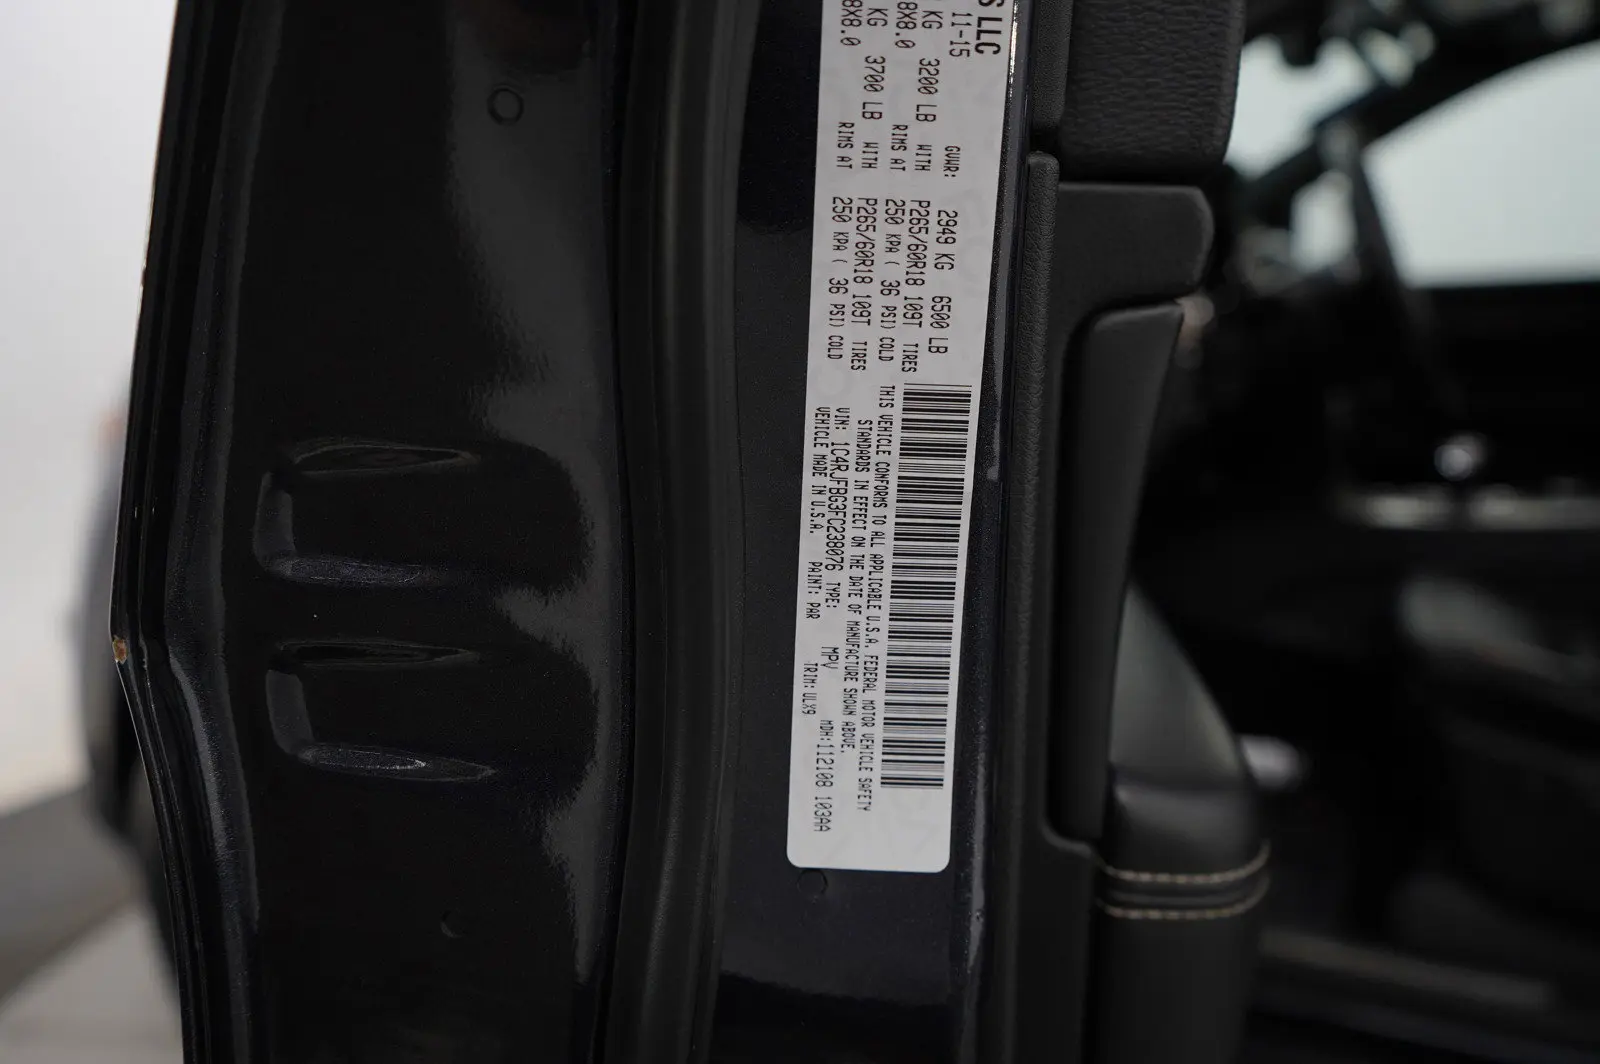 S LLC
11-15 GVWR: 2949 KG 6500 LB
KG 3200 LB WITH P265/60R18 109T TIRES
8X8.0 RIMS AT 250 KPA ( 36 PSI) COLD
KG 3700 LB WITH P265/60R18 109T TIRES
8X8.0 RIMS AT 250 KPA ( 36 PSI) COLD
THIS VEHICLE CONFORMS TO ALL APPLICABLE U.S.A. FEDERAL MOTOR VEHICLE SAFETY
STANDARDS IN EFFECT ON THE DATE OF MANUFACTURE SHOWN ABOVE.
VIN: 1C4RJFBG3FC238076 TYPE: MPV MDH:112108 103AA
VEHICLE MADE IN U.S.A. PAINT: PAR TRIM: ULX9